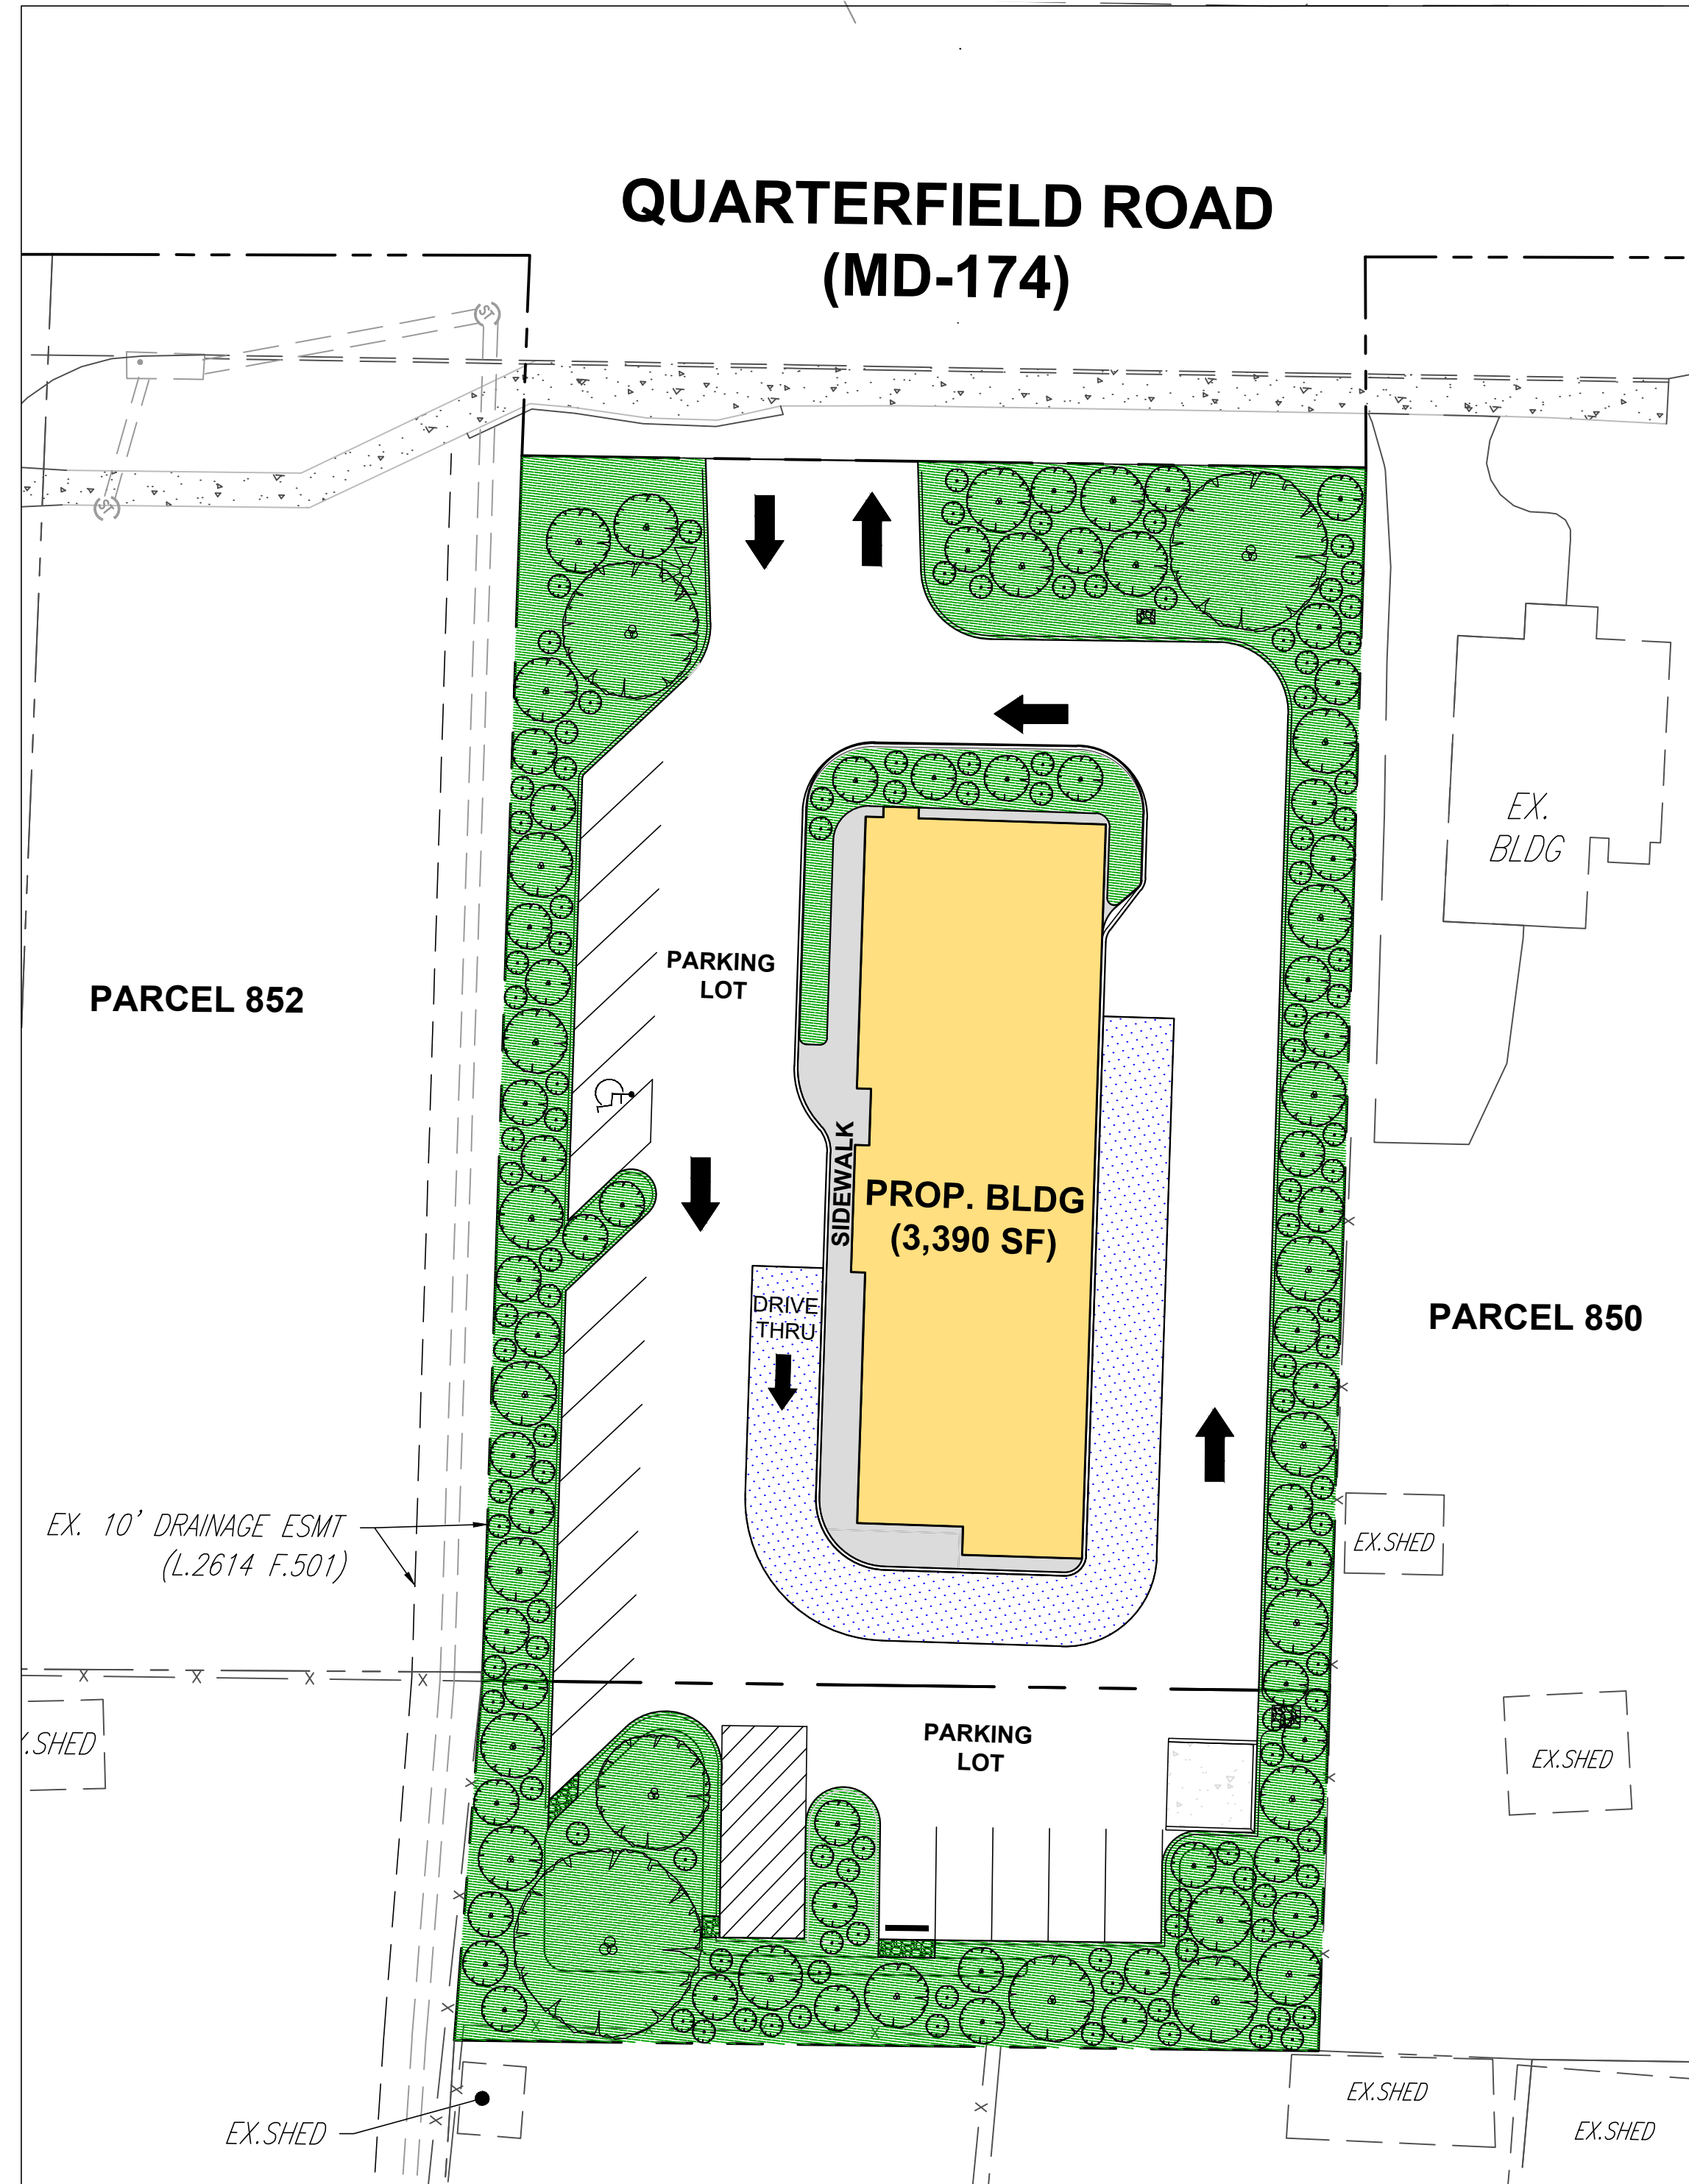 QUARTERFIELD ROAD
(MD-174)
(ST)
(ST)
EX.
BLDG
PARKING
LOT
PARCEL 852
SIDEWALK
PROP. BLDG
(3,390 SF)
DRIVE
THRU
PARCEL 850
EX. 10' DRAINAGE ESMT
(L.2614 F.501)
EX.SHED
X X X X
.SHED
PARKING
LOT
EX.SHED
EX.SHED
EX.SHED
EX.SHED